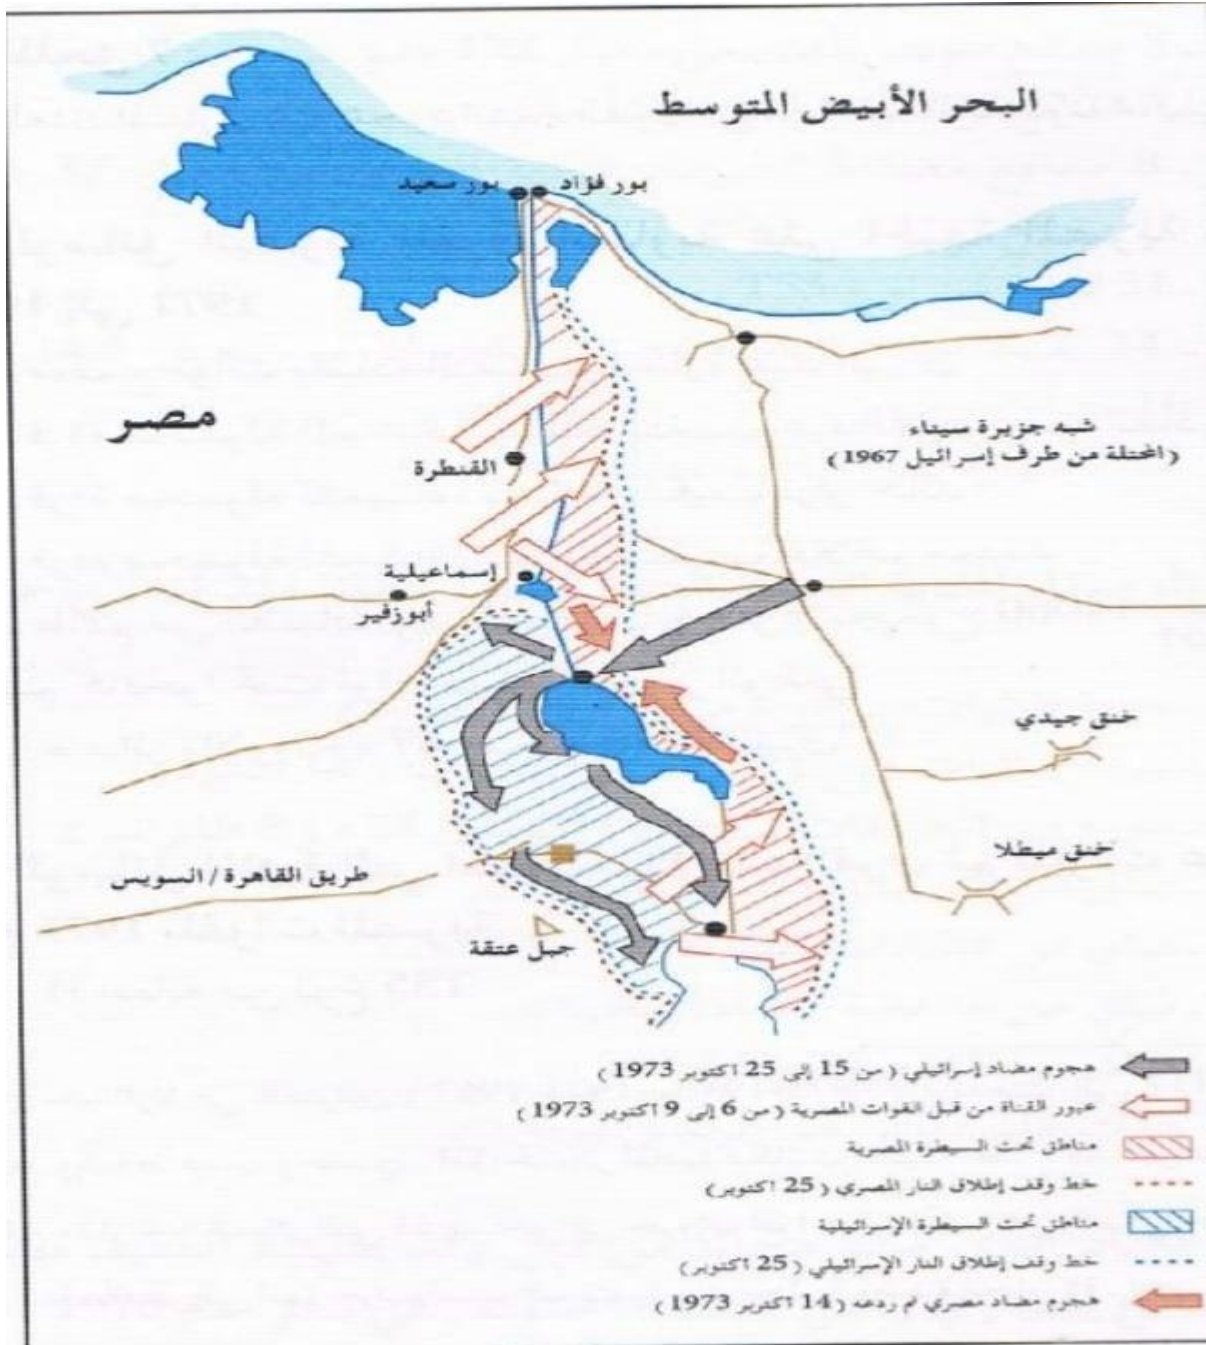 البحر الأبيض المتوسط
بور فؤاد
بور سعيد
مصر
شبه جزيرة سيناء
(المحتلة من طرف إسرائيل 1967)
القنطرة
إسماعيلية
أبوزفير
خنق جيدي
خنق ميطلا
طريق القاهرة / السويس
جبل عتقة
هجوم مضاد إسرائيلي (من 15 إلى 25 أكتوبر 1973)
عبور القناة من قبل القوات المصرية (من 6 إلى 9 أكتوبر 1973)
مناطق تحت السيطرة المصرية
خط وقف إطلاق النار المصري (25 أكتوبر)
مناطق تحت السيطرة الإسرائيلية
خط وقف إطلاق النار الإسرائيلي (25 أكتوبر)
هجوم مضاد مصري تم ردعه (14 أكتوبر 1973)